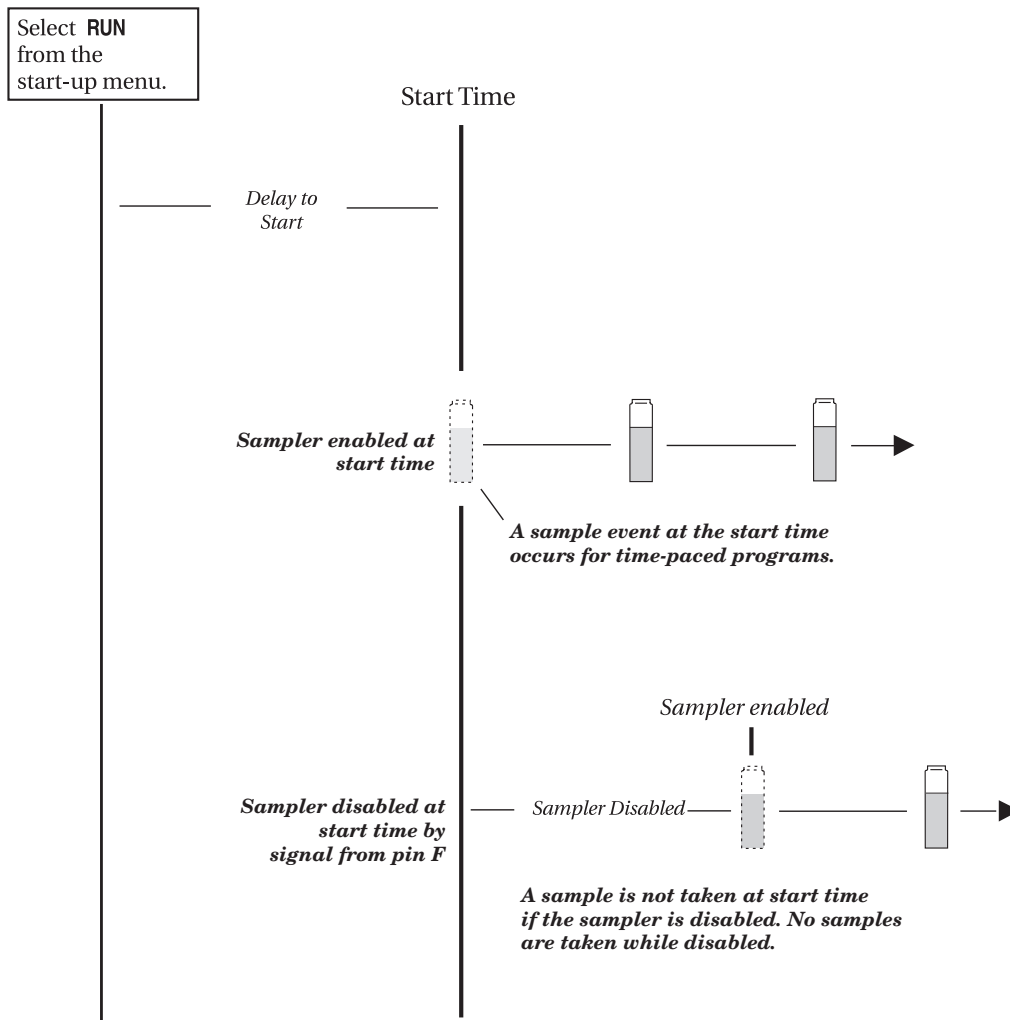 Select RUN
from the
start-up menu.
Start Time
Delay to
Start
Sampler enabled at
start time
A sample event at the start time
occurs for time-paced programs.
Sampler enabled
Sampler disabled at
start time by
signal from pin F
Sampler Disabled
A sample is not taken at start time
if the sampler is disabled. No samples
are taken while disabled.